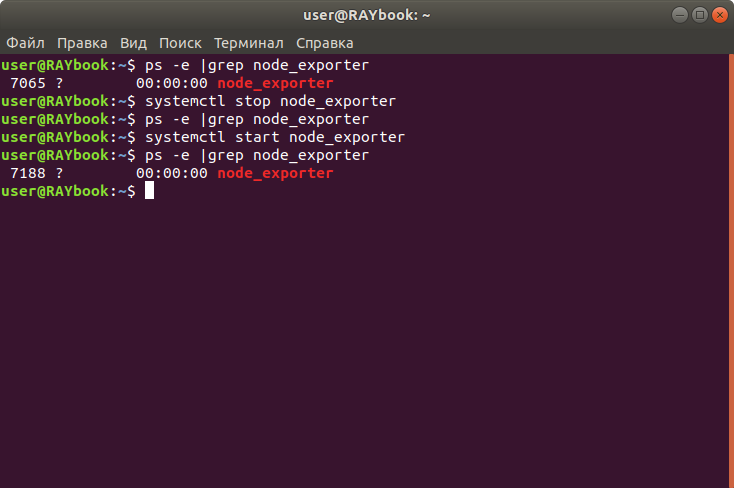 user@RAYbook: ~
Файл Правка Вид Поиск Терминал Справка
user@RAYbook:~$ ps -e |grep node_exporter
 7065 ?        00:00:00 node_exporter
user@RAYbook:~$ systemctl stop node_exporter
user@RAYbook:~$ ps -e |grep node_exporter
user@RAYbook:~$ systemctl start node_exporter
user@RAYbook:~$ ps -e |grep node_exporter
 7188 ?        00:00:00 node_exporter
user@RAYbook:~$